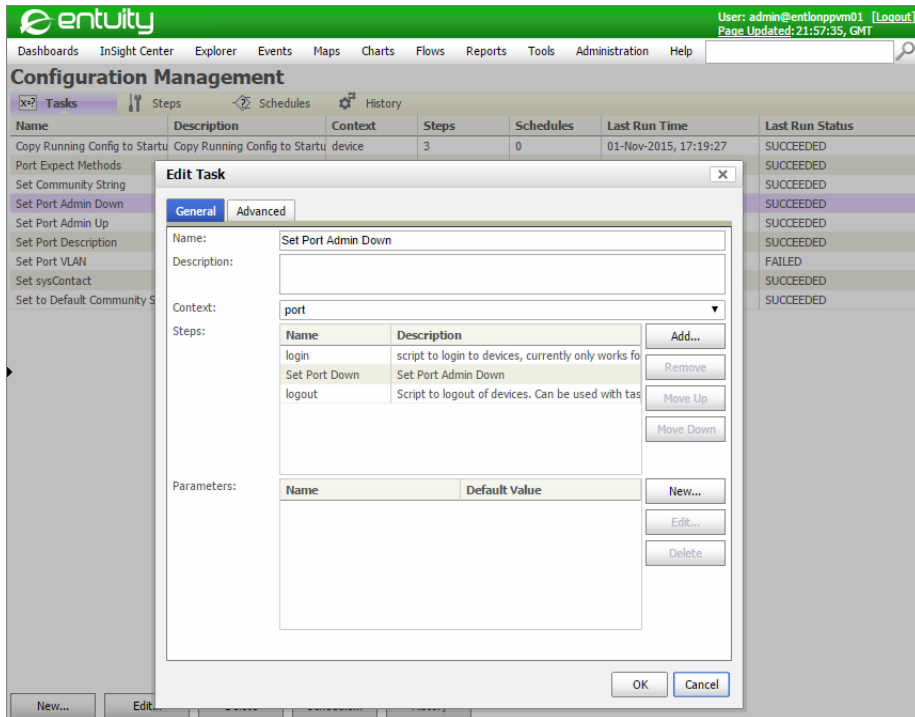 entuity
User: admin@entlonppvm01 [Logout]
Page Updated: 21:57:35, GMT
Dashboards InSight Center Explorer Events Maps Charts Flows Reports Tools Administration Help
Configuration Management
Tasks Steps Schedules History
Name Description Context Steps Schedules Last Run Time Last Run Status
Copy Running Config to Startu Copy Running Config to Startu device 3 0 01-Nov-2015, 17:19:27 SUCCEEDED
Port Expect Methods SUCCEEDED
Set Community String SUCCEEDED
Set Port Admin Down SUCCEEDED
Set Port Admin Up SUCCEEDED
Set Port Description SUCCEEDED
Set Port VLAN FAILED
Set sysContact SUCCEEDED
Set to Default Community S SUCCEEDED
Edit Task
General Advanced
Name: Set Port Admin Down
Description:
Context: port
Steps:
Name Description
login script to login to devices, currently only works fo
Set Port Down Set Port Admin Down
logout Script to logout of devices. Can be used with tas
Add...
Remove
Move Up
Move Down
Parameters:
Name Default Value
New...
Edit...
Delete
OK Cancel
New... Edit...